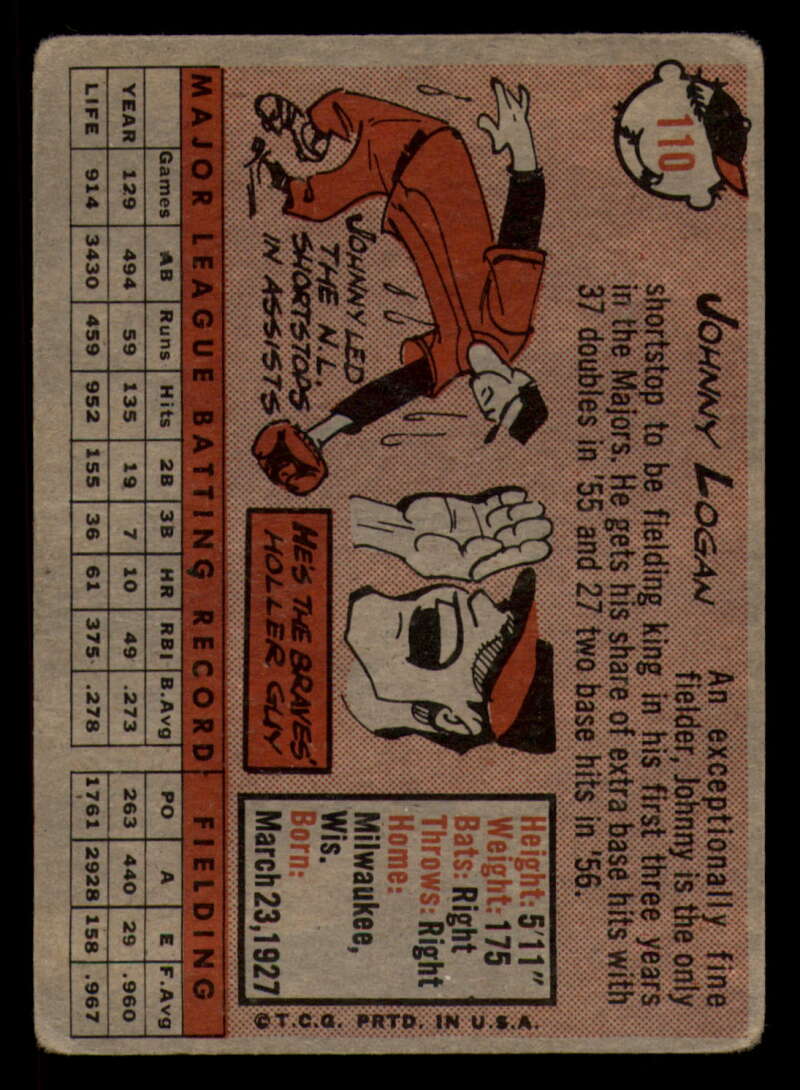 110
JOHNNY LOGAN
An exceptionally fine
fielder, Johnny is the only
shortstop to be fielding king in his first three years
in the Majors. He gets his share of extra base hits with
37 doubles in '55 and 27 two base hits in '56.
JOHNNY LED
THE N.L.
SHORTSTOPS
IN ASSISTS
HE'S THE BRAVES'
HOLLER GUY
Height: 5'11"
Weight: 175
Bats: Right
Throws: Right
Home:
Milwaukee,
Wis.
Born:
March 23, 1927
©T.C.G. PRTD. IN U.S.A.
MAJOR LEAGUE BATTING RECORD FIELDING
Games AB Runs Hits 2B 3B HR RBI B.Avg PO A E F.Avg
YEAR 129 494 59 135 19 7 10 49 .273 263 440 29 .960
LIFE 914 3430 459 952 155 36 61 375 .278 1761 2928 158 .967